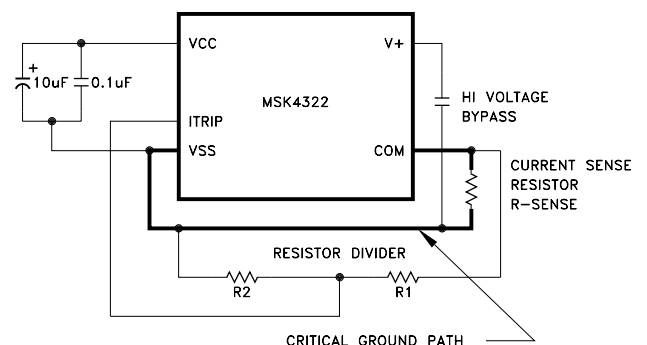 VCC
V+
+
10uF
0.1uF
MSK4322
HI VOLTAGE
BYPASS
ITRIP
VSS
COM
CURRENT SENSE
RESISTOR
R-SENSE
RESISTOR DIVIDER
R2
R1
CRITICAL GROUND PATH